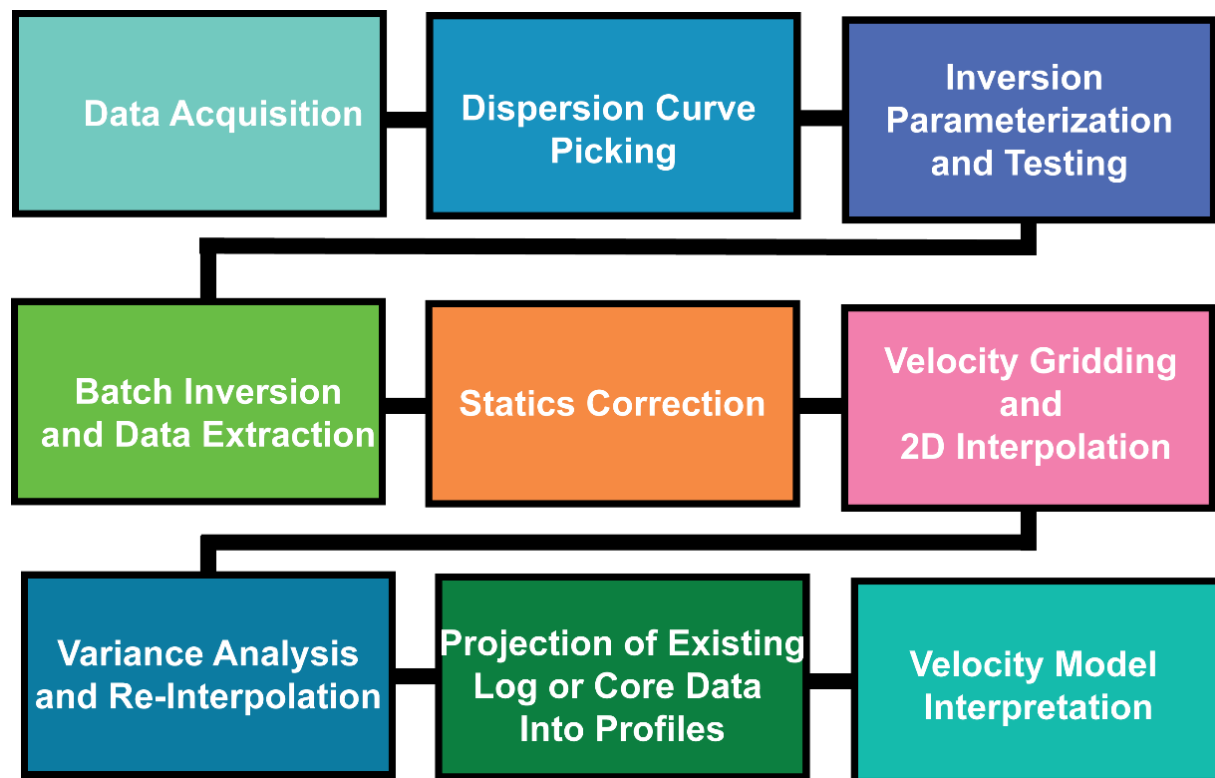 Data Acquisition
Dispersion Curve
Picking
Inversion
Parameterization
and Testing
Batch Inversion
and Data Extraction
Statics Correction
Velocity Gridding
and
2D Interpolation
Variance Analysis
and Re-Interpolation
Projection of Existing
Log or Core Data
Into Profiles
Velocity Model
Interpretation